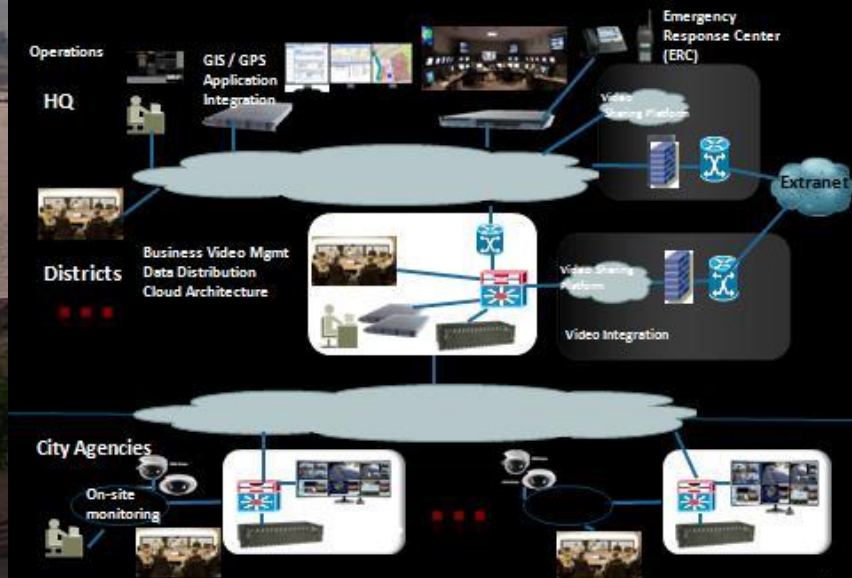 Operations
HQ
GIS / GPS
Application
Integration
Emergency
Response Center
(ERC)
Video
Sharing Platform
Extranet
Districts
Business Video Mgmt
Data Distribution
Cloud Architecture
Video Sharing
Platform
Video Integration
City Agencies
On-site
monitoring